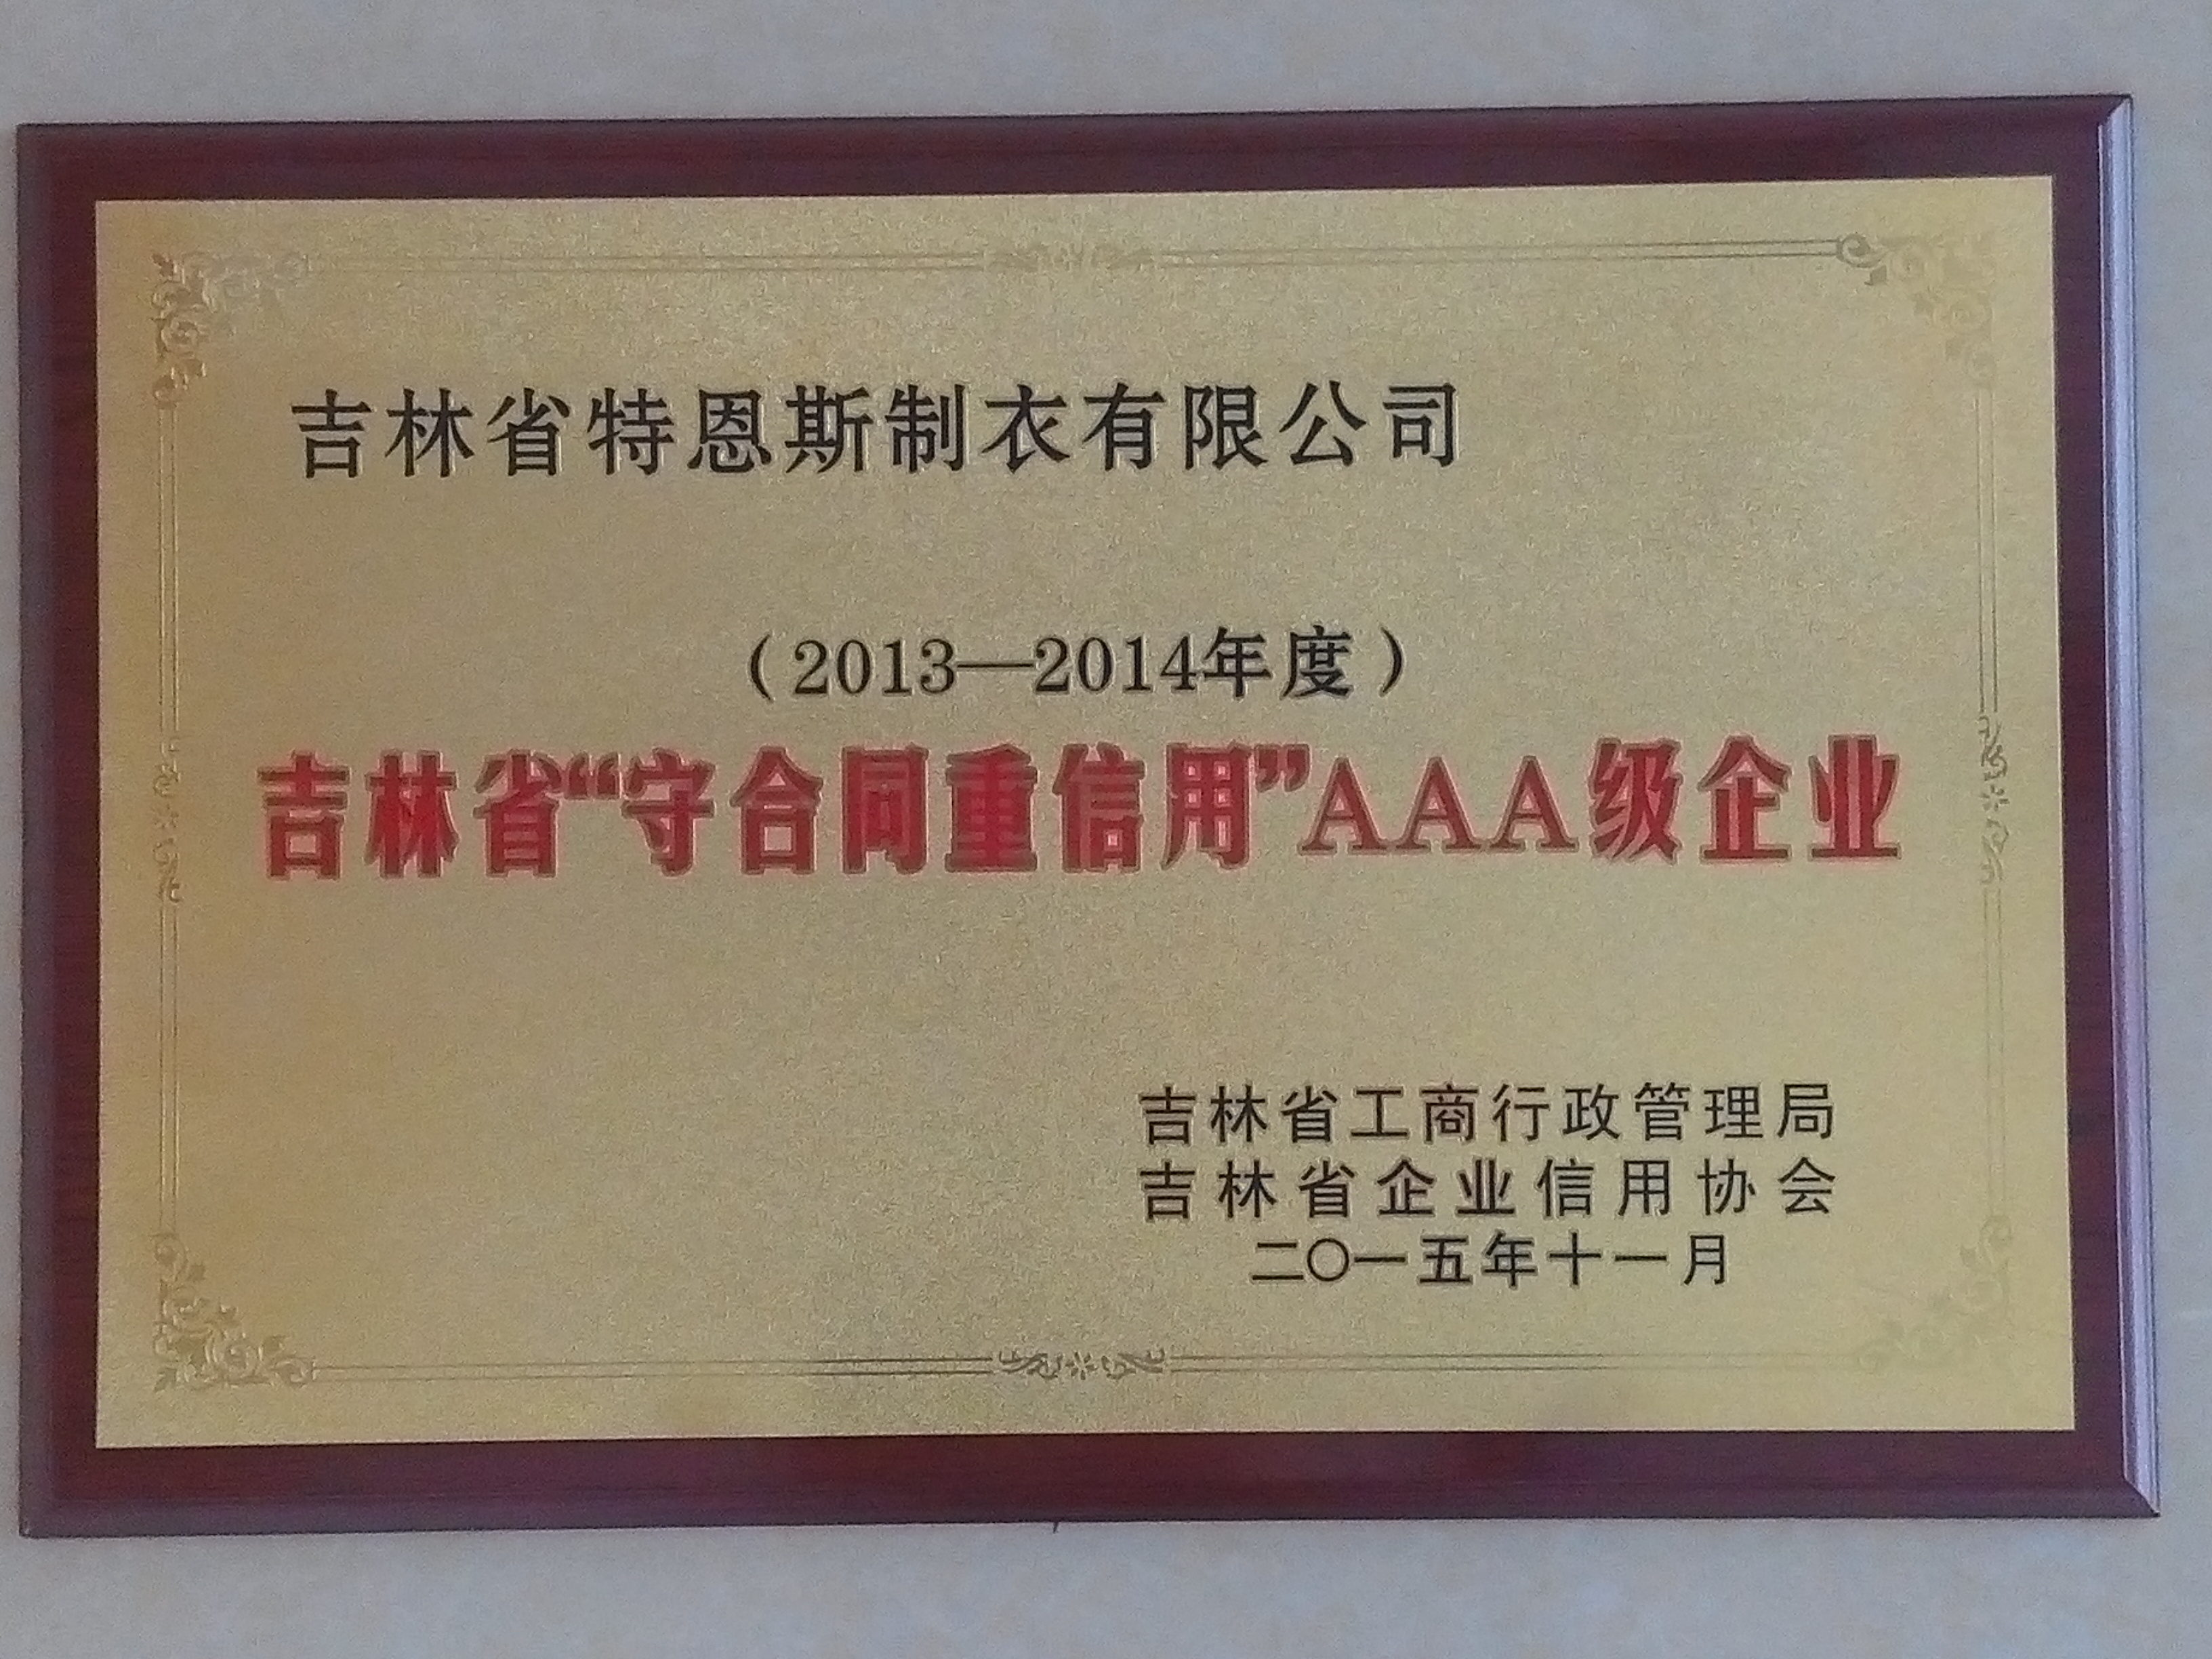 吉林省特恩斯制衣有限公司
（2013—2014年度）
吉林省“守合同重信用”AAA级企业
吉林省工商行政管理局
吉林省企业信用协会
二〇一五年十一月